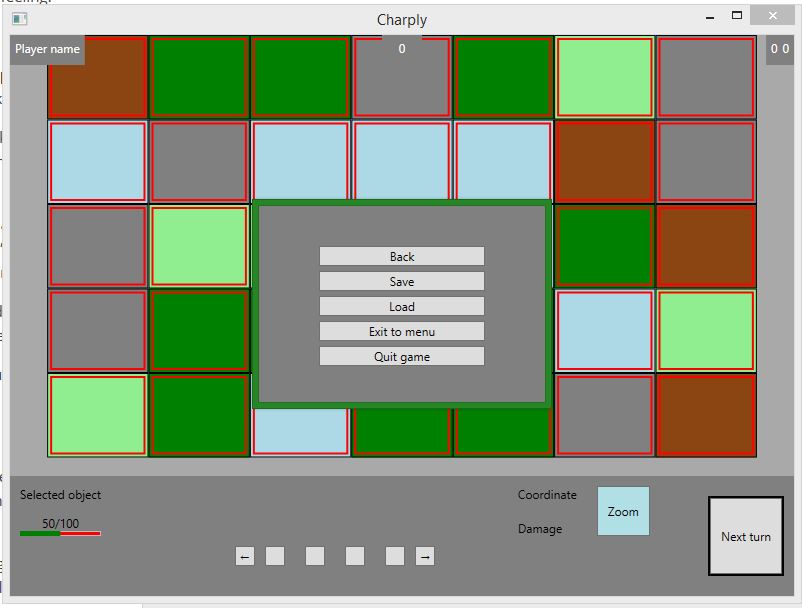 Charply
Player name
0
0 0
Back
Save
Load
Exit to menu
Quit game
Selected object
50/100
Coordinate
Damage
Zoom
Next turn
← →